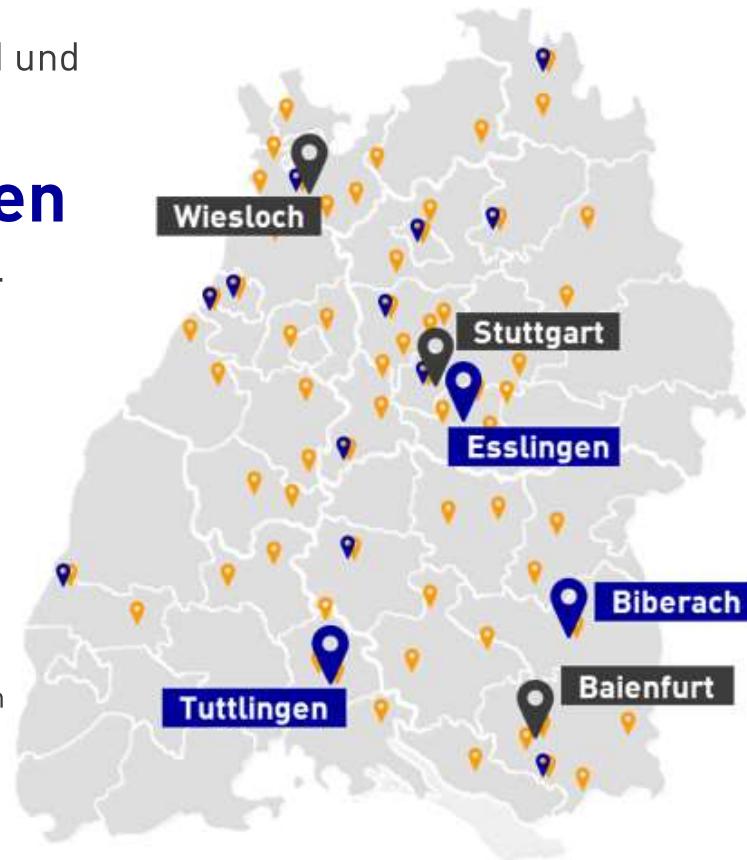 und
en
Wiesloch
Stuttgart
Esslingen
Biberach
Baienfurt
Tuttlingen